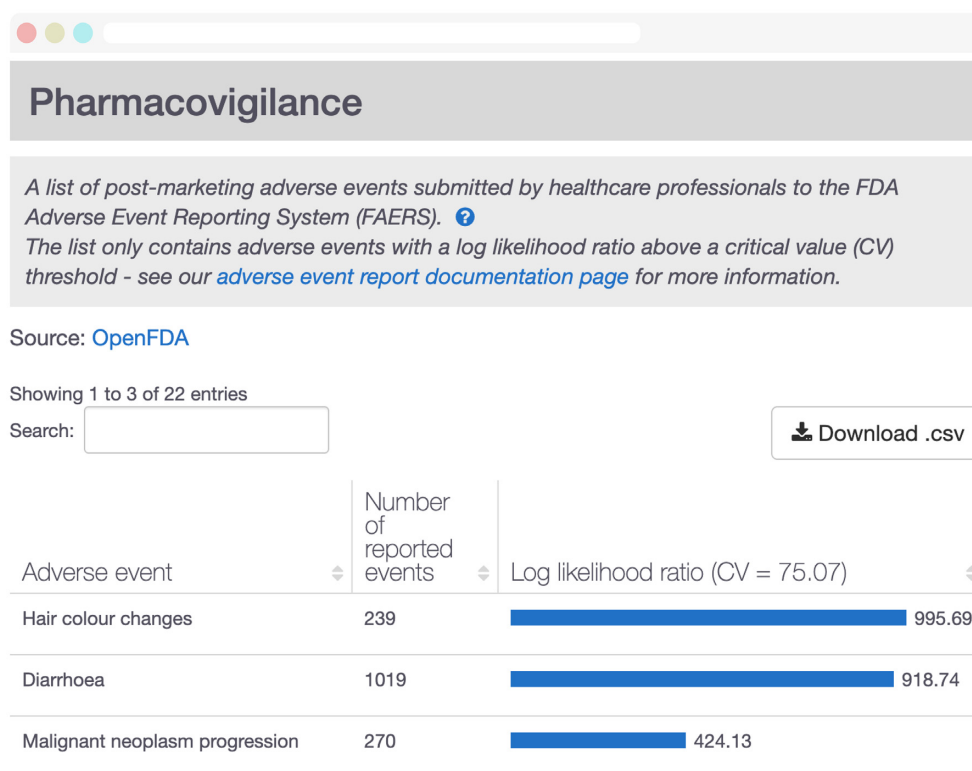 Pharmacovigilance
A list of post-marketing adverse events submitted by healthcare professionals to the FDA
Adverse Event Reporting System (FAERS). ?
The list only contains adverse events with a log likelihood ratio above a critical value (CV)
threshold - see our adverse event report documentation page for more information.
Source: OpenFDA
Showing 1 to 3 of 22 entries
Search:
Download .csv
Adverse event
Number
of
reported
events
Log likelihood ratio (CV = 75.07)
Hair colour changes 239 995.69
Diarrhoea 1019 918.74
Malignant neoplasm progression 270 424.13